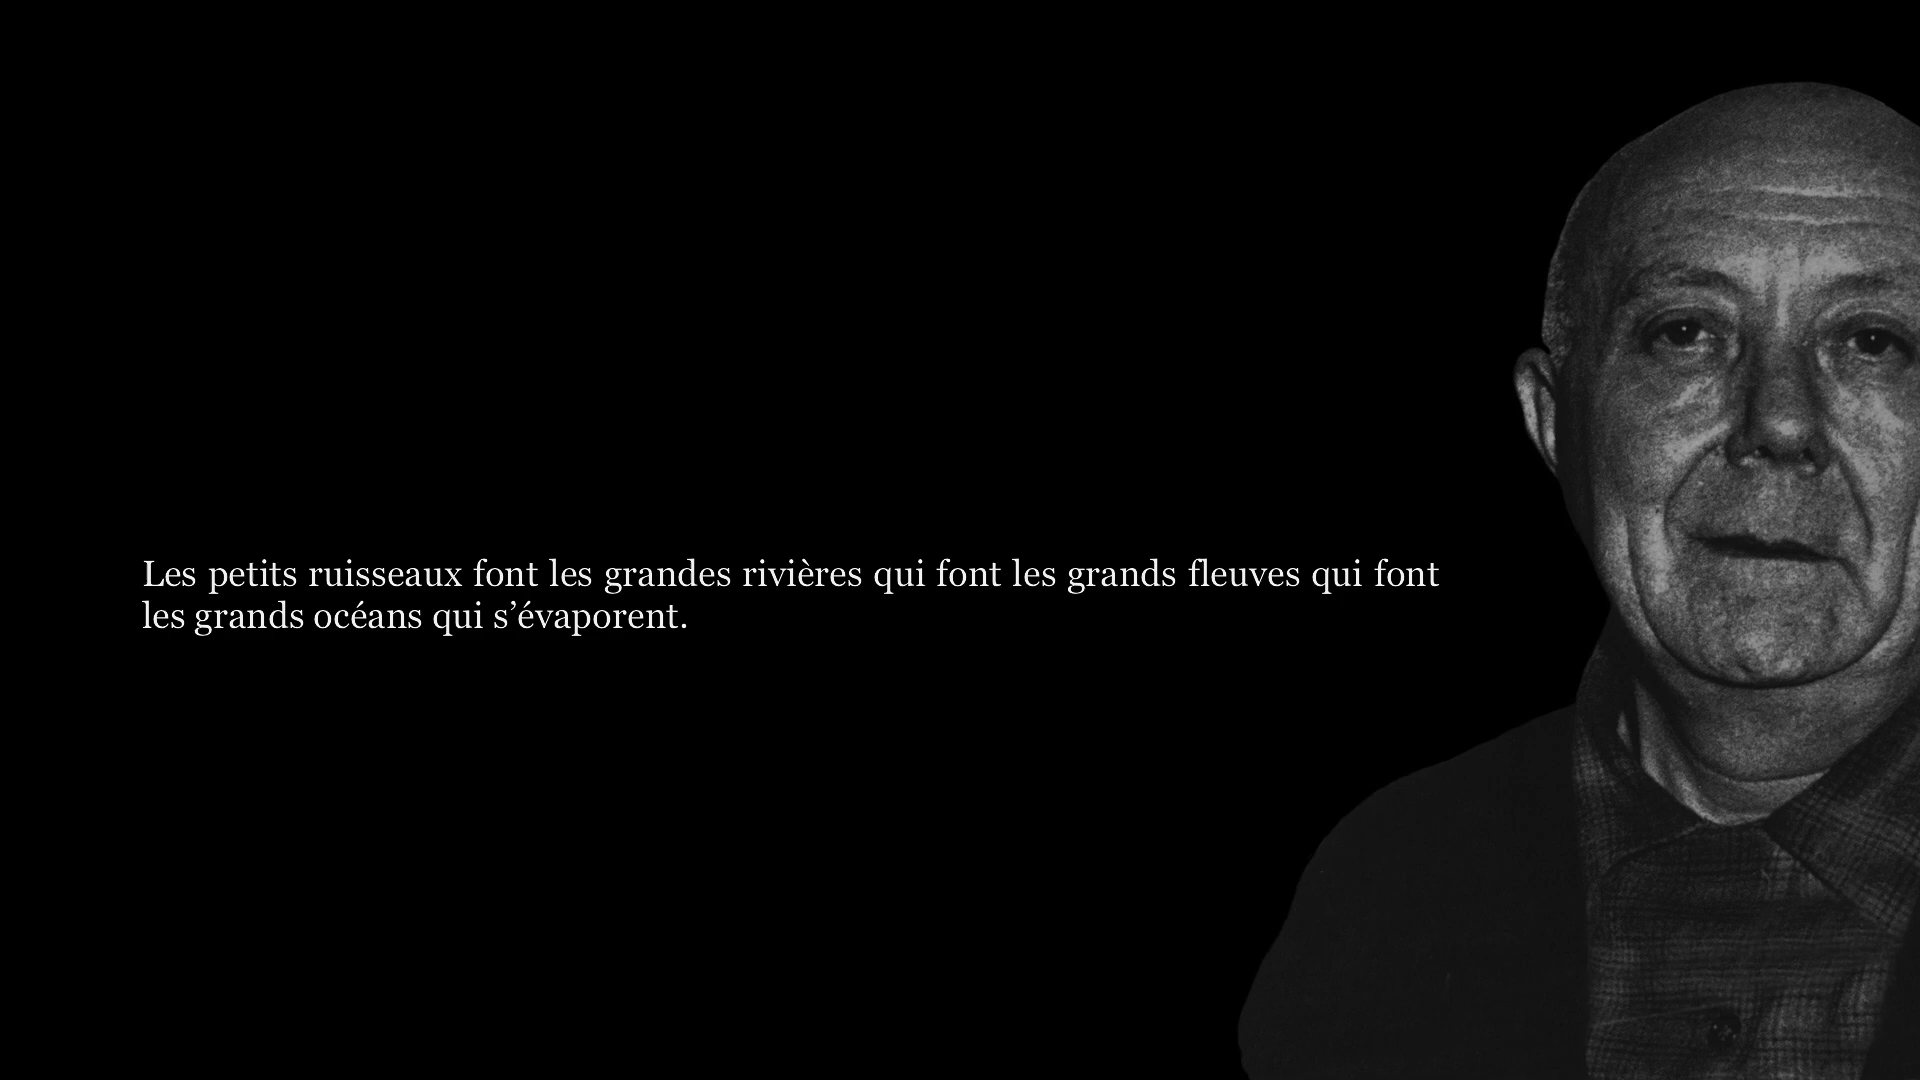 Les petits ruisseaux font les grandes rivières qui font les grands fleuves qui font
les grands océans qui s’évaporent.